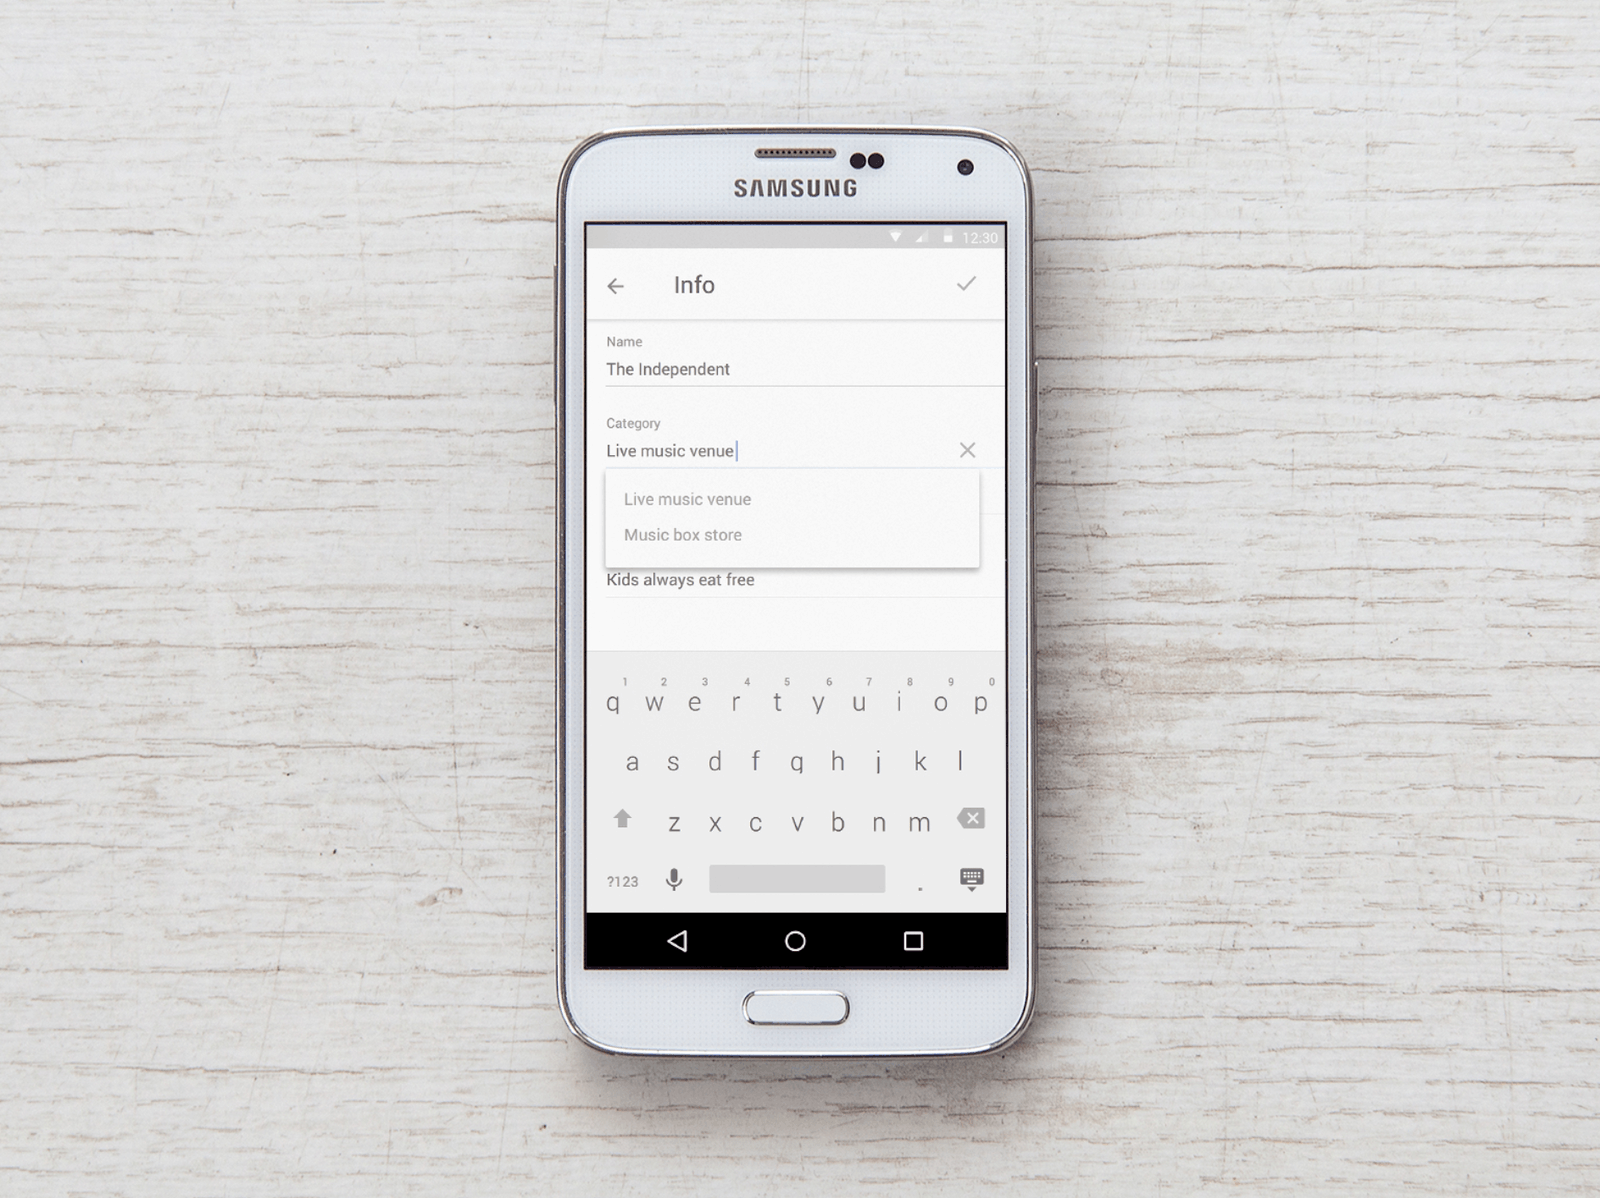 SAMSUNG
12:30
Info
Name
The Independent
Category
Live music venue
Live music venue
Music box store
Kids always eat free
1 2 3 4 5 6 7 8 9 0
q w e r t y u i o p
a s d f g h j k l
z x c v b n m
?123 .